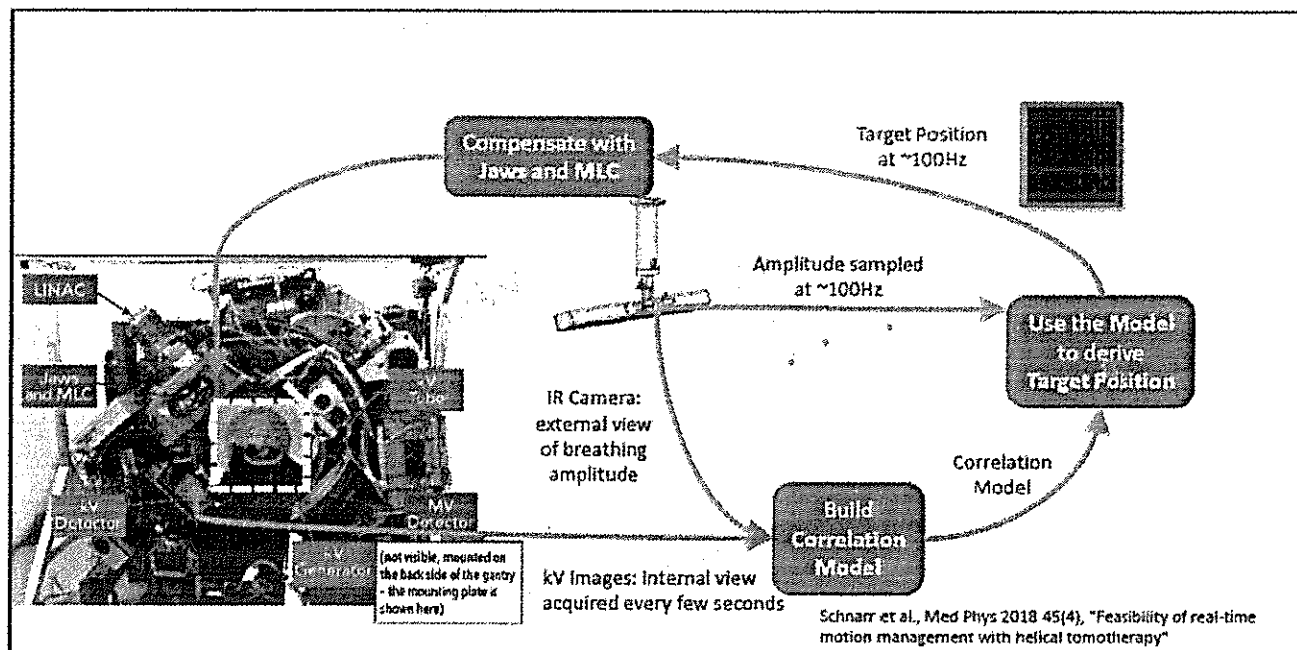 Compensate with
Jaws and MLC
Target Position
at ~100Hz
LINAC
Amplitude sampled
at ~100Hz
Use the Model
to derive
Target Position
Jaws
and MLC
kV
Tube
IR Camera:
external view
of breathing
amplitude
Correlation
Model
kV
Detector
MV
Detector
Build
Correlation
Model
kV
Generator
(not visible, mounted on
the back side of the gantry
- the mounting plate is
shown here)
kV Images: Internal view
acquired every few seconds
Schnarr et al., Med Phys 2018 45(4), "Feasibility of real-time
motion management with helical tomotherapy"